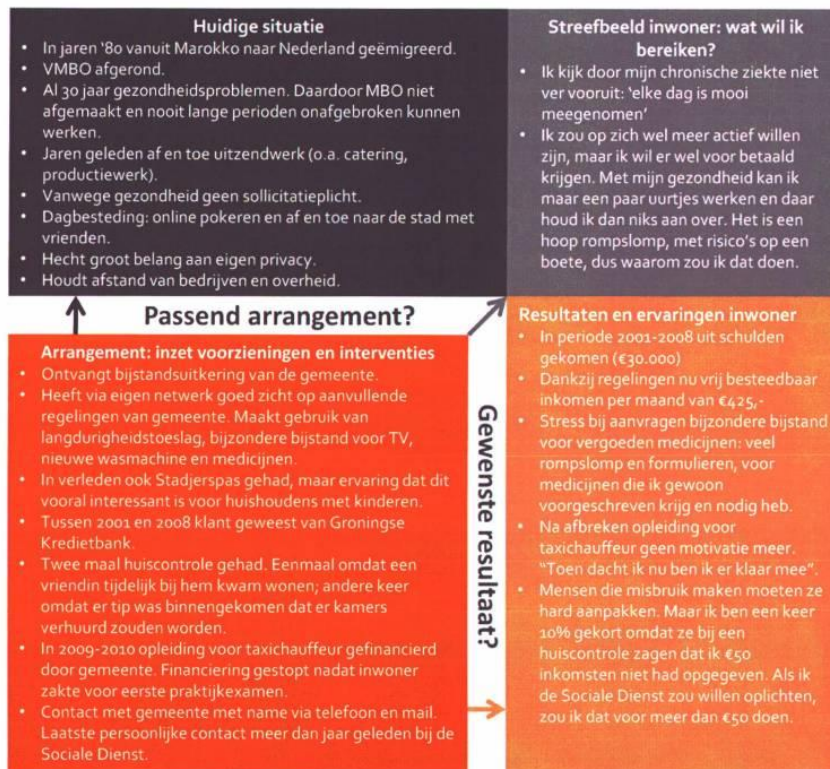 Huidige situatie
• In jaren '80 vanuit Marokko naar Nederland geëmigreerd.
• VMBO afgerond.
• Al 30 jaar gezondheidsproblemen. Daardoor MBO niet
afgemaakt en nooit lange perioden onafgebroken kunnen
werken.
• Jaren geleden af en toe uitzendwerk (o.a. catering,
productiewerk).
• Vanwege gezondheid geen sollicitatieplicht.
• Dagbesteding: online pokeren en af en toe naar de stad met
vrienden.
• Hecht groot belang aan eigen privacy.
• Houdt afstand van bedrijven en overheid.
Streefbeeld inwoner: wat wil ik
bereiken?
• Ik kijk door mijn chronische ziekte niet
ver vooruit: 'elke dag is mooi
meegenomen'
• Ik zou op zich wel meer actief willen
zijn, maar ik wil er wel voor betaald
krijgen. Met mijn gezondheid kan ik
maar een paar uurtjes werken en daar
houd ik dan niks aan over. Het is een
hoop rompslomp, met risico's op een
boete, dus waarom zou ik dat doen.
Passend arrangement?
Arrangement: inzet voorzieningen en interventies
• Ontvangt bijstandsuitkering van de gemeente.
• Heeft via eigen netwerk goed zicht op aanvullende
regelingen van gemeente. Maakt gebruik van
langdurigheidstoeslag, bijzondere bijstand voor TV,
nieuwe wasmachine en medicijnen.
• In verleden ook Stadjerspas gehad, maar ervaring dat dit
vooral interessant is voor huishoudens met kinderen.
• Tussen 2001 en 2008 klant geweest van Groningse
Kredietbank.
• Twee maal huiscontrole gehad. Eenmaal omdat een
vriendin tijdelijk bij hem kwam wonen; andere keer
omdat er tip was binnengekomen dat er kamers
verhuurd zouden worden.
• In 2009-2010 opleiding voor taxichauffeur gefinancierd
door gemeente. Financiering gestopt nadat inwoner
zakte voor eerste praktijkexamen.
• Contact met gemeente met name via telefoon en mail.
Laatste persoonlijke contact meer dan jaar geleden bij de
Sociale Dienst.
Gewenste resultaat?
Resultaten en ervaringen inwoner
• In periode 2001-2008 uit schulden
gekomen (€30.000)
• Dankzij regelingen nu vrij besteedbaar
inkomen per maand van €425,-
• Stress bij aanvragen bijzondere bijstand
voor vergoeden medicijnen: veel
rompslomp en formulieren, voor
medicijnen die ik gewoon
voorgeschreven krijg en nodig heb.
• Na afbreken opleiding voor
taxichauffeur geen motivatie meer.
"Toen dacht ik nu ben ik er klaar mee".
• Mensen die misbruik maken moeten ze
hard aanpakken. Maar ik ben een keer
10% gekort omdat ze bij een
huiscontrole zagen dat ik €50
inkomsten niet had opgegeven. Als ik
de Sociale Dienst zou willen oplichten,
zou ik dat voor meer dan €50 doen.